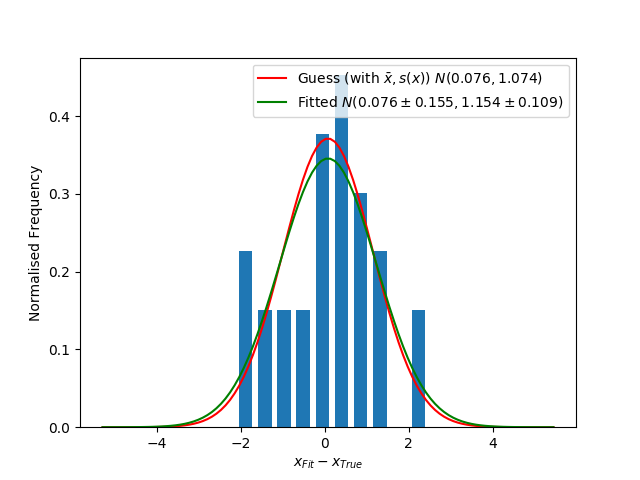 Guess (with x̄, s(x)) N(0.076, 1.074)
Fitted N(0.076 ± 0.155, 1.154 ± 0.109)
Normalised Frequency
0.4
0.3
0.2
0.1
0.0
−4 −2 0 2 4
x_Fit − x_True